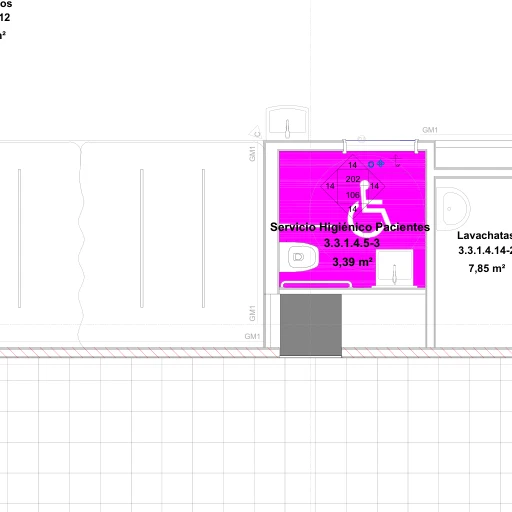 os
12
m²
GM1
GM1
14
202
14
14
106
14
Servicio Higiénico Pacientes
3.3.1.4.5-3
3,39 m²
Lavachatas
3.3.1.4.14-2
7,85 m²
GM1
GM1